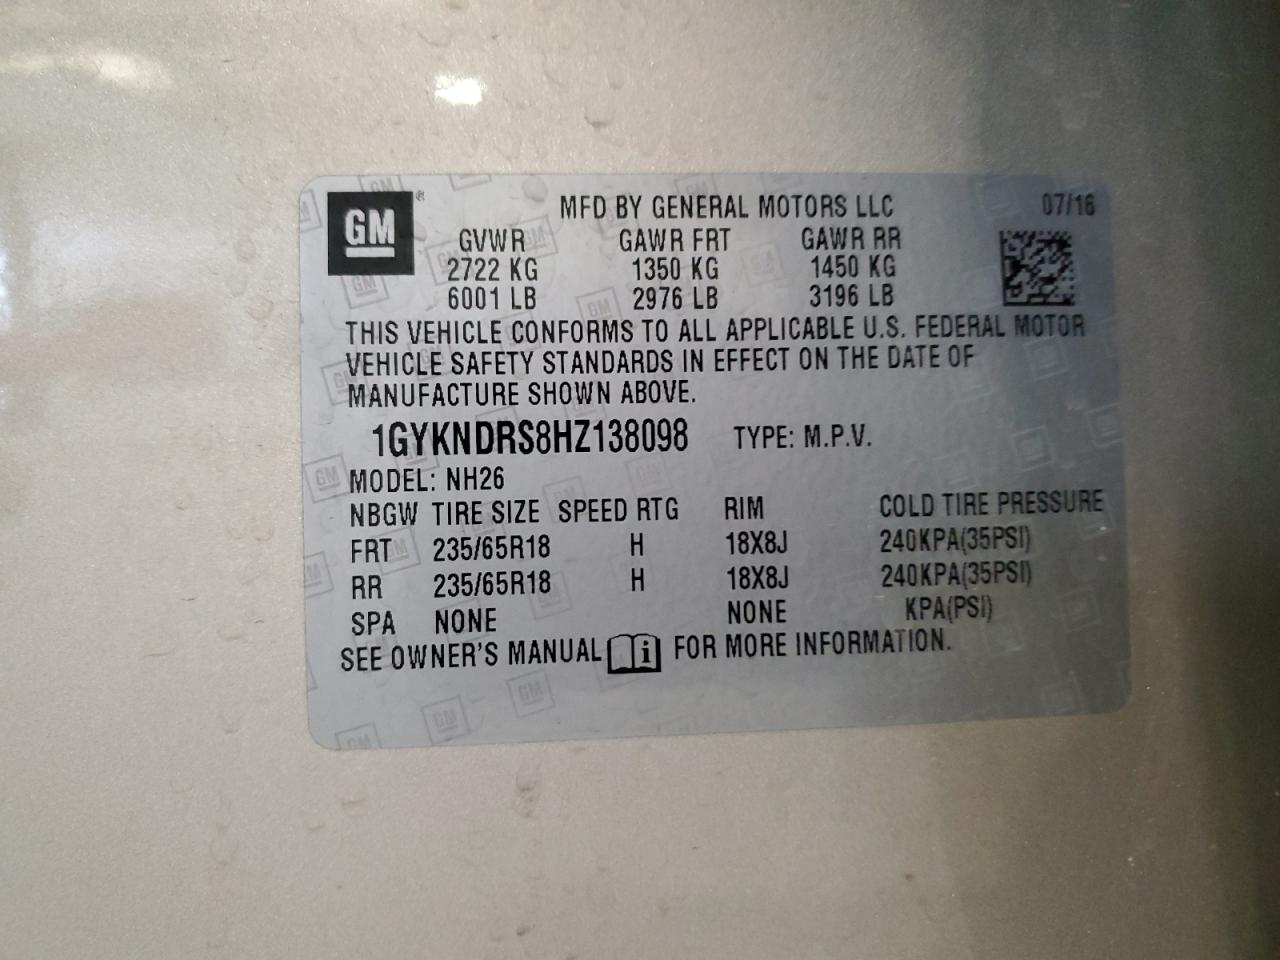 GM ® MFD BY GENERAL MOTORS LLC 07/16
GVWR GAWR FRT GAWR RR
2722 KG 1350 KG 1450 KG
6001 LB 2976 LB 3196 LB
THIS VEHICLE CONFORMS TO ALL APPLICABLE U.S. FEDERAL MOTOR
VEHICLE SAFETY STANDARDS IN EFFECT ON THE DATE OF
MANUFACTURE SHOWN ABOVE.
1GYKNDRS8HZ138098 TYPE: M.P.V.
MODEL: NH26
NBGW TIRE SIZE SPEED RTG RIM COLD TIRE PRESSURE
FRT 235/65R18 H 18X8J 240KPA(35PSI)
RR 235/65R18 H 18X8J 240KPA(35PSI)
SPA NONE NONE KPA(PSI)
SEE OWNER'S MANUAL i FOR MORE INFORMATION.